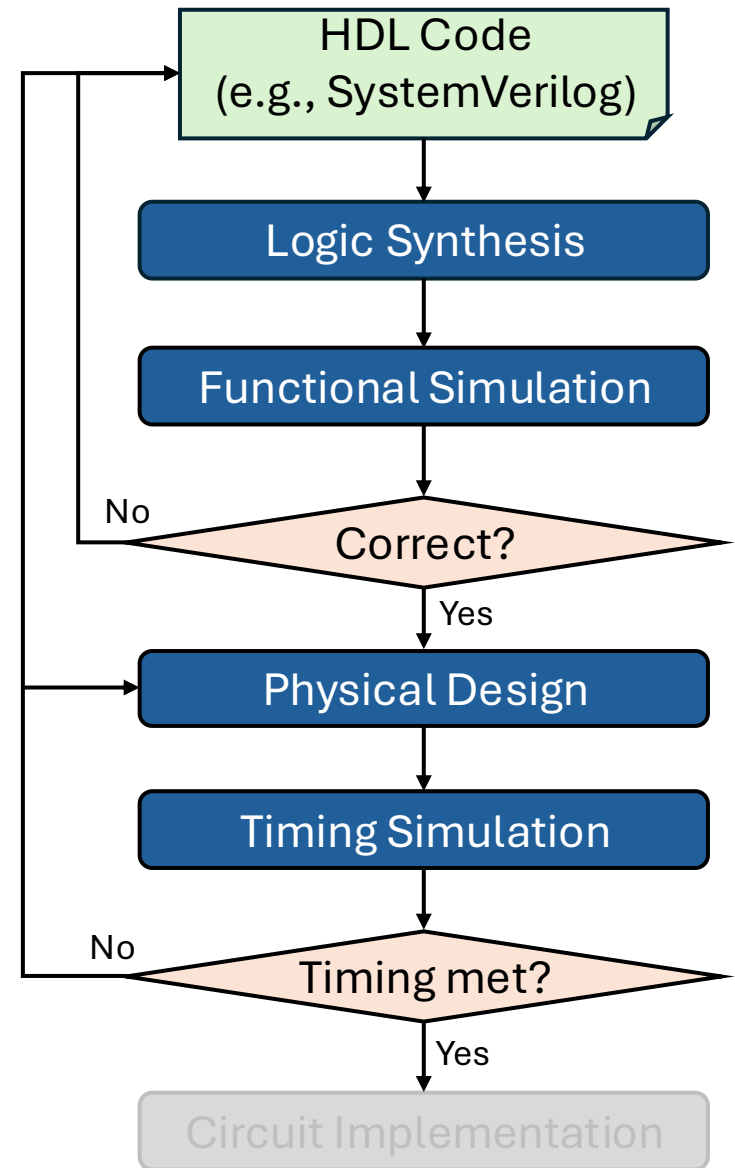 HDL Code
(e.g., SystemVerilog)
Logic Synthesis
Functional Simulation
No
Correct?
Yes
Physical Design
Timing Simulation
No
Timing met?
Yes
Circuit Implementation